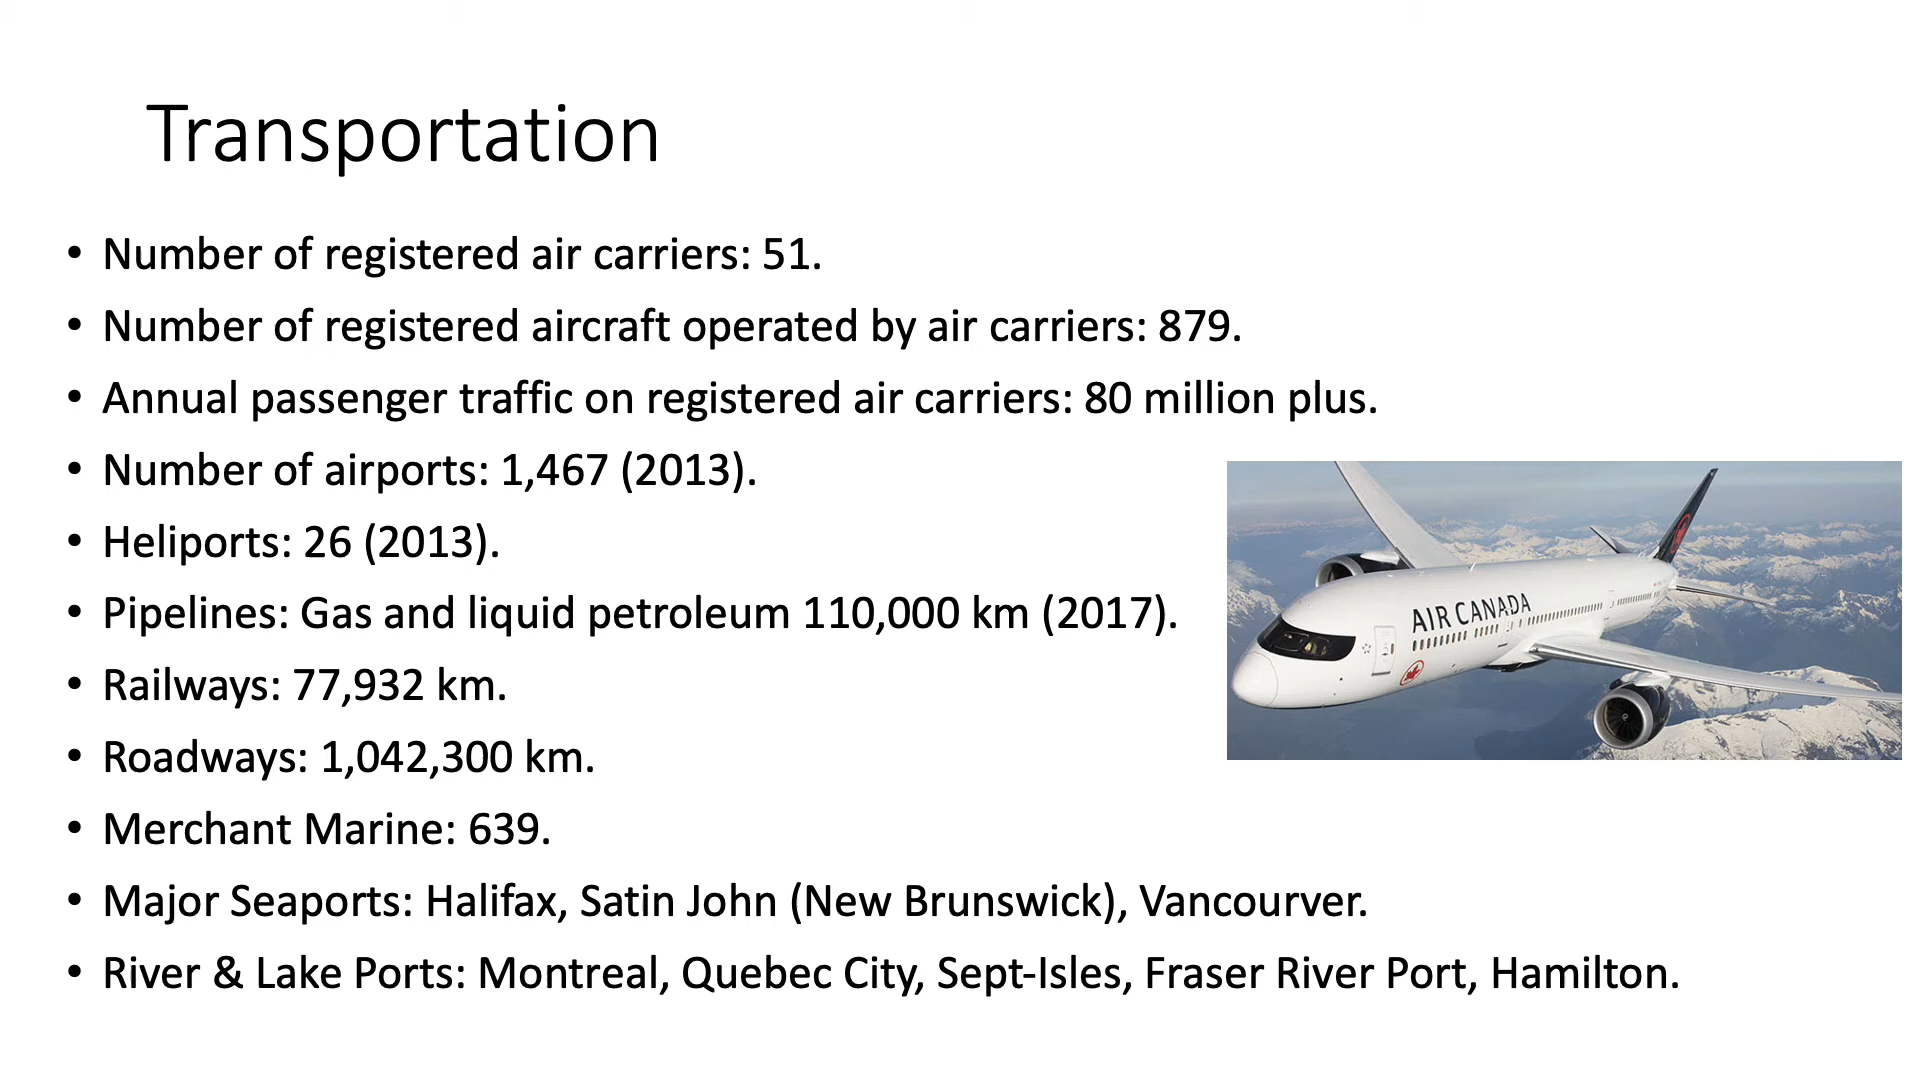 Transportation
• Number of registered air carriers: 51.
• Number of registered aircraft operated by air carriers: 879.
• Annual passenger traffic on registered air carriers: 80 million plus.
• Number of airports: 1,467 (2013).
• Heliports: 26 (2013).
• Pipelines: Gas and liquid petroleum 110,000 km (2017).
• Railways: 77,932 km.
• Roadways: 1,042,300 km.
• Merchant Marine: 639.
• Major Seaports: Halifax, Satin John (New Brunswick), Vancourver.
• River & Lake Ports: Montreal, Quebec City, Sept-Isles, Fraser River Port, Hamilton.
AIR CANADA